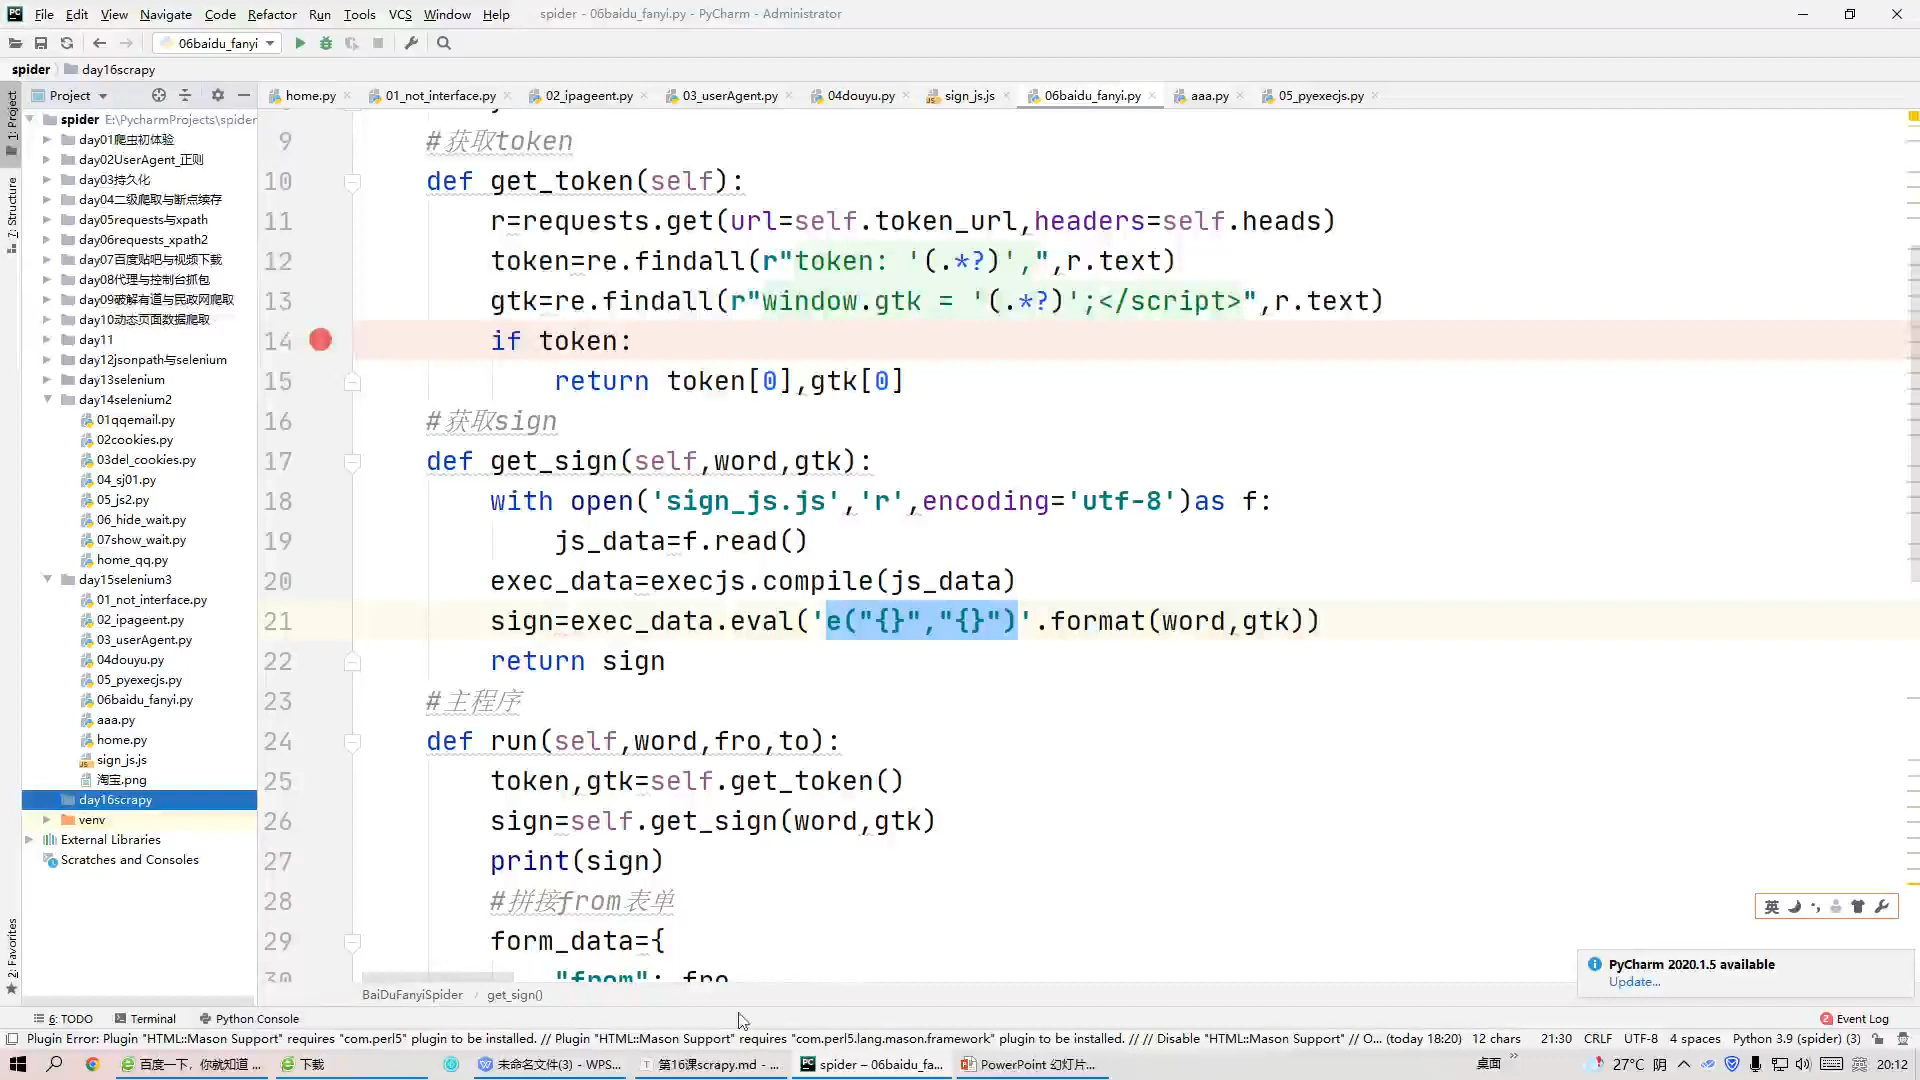 File Edit View Navigate Code Refactor Run Tools VCS Window Help spider - 06baidu_fanyi.py - PyCharm - Administrator
06baidu_fanyi
spider day16scrapy
Project
home.py 01_not_interface.py 02_ipageent.py 03_userAgent.py 04douyu.py sign_js.js 06baidu_fanyi.py aaa.py 05_pyexecjs.py
1: Project
7: Structure
2: Favorites
spider E:\PycharmProjects\spider
day01爬虫初体验
day02UserAgent_正则
day03持久化
day04二级爬取与断点续存
day05requests与xpath
day06requests_xpath2
day07百度贴吧与视频下载
day08代理与控制台抓包
day09破解有道与民政网爬取
day10动态页面数据爬取
day11
day12jsonpath与selenium
day13selenium
day14selenium2
01qqemail.py
02cookies.py
03del_cookies.py
04_sj01.py
05_js2.py
06_hide_wait.py
07show_wait.py
home_qq.py
day15selenium3
01_not_interface.py
02_ipageent.py
03_userAgent.py
04douyu.py
05_pyexecjs.py
06baidu_fanyi.py
aaa.py
home.py
sign_js.js
淘宝.png
day16scrapy
venv
External Libraries
Scratches and Consoles
9 #获取token
10 def get_token(self):
11 r=requests.get(url=self.token_url,headers=self.heads)
12 token=re.findall(r"token: '(.*?)',",r.text)
13 gtk=re.findall(r"window.gtk = '(.*?)';</script>",r.text)
14 if token:
15 return token[0],gtk[0]
16 #获取sign
17 def get_sign(self,word,gtk):
18 with open('sign_js.js','r',encoding='utf-8')as f:
19 js_data=f.read()
20 exec_data=execjs.compile(js_data)
21 sign=exec_data.eval('e("{}","{}")'.format(word,gtk))
22 return sign
23 #主程序
24 def run(self,word,fro,to):
25 token,gtk=self.get_token()
26 sign=self.get_sign(word,gtk)
27 print(sign)
28 #拼接from表单
29 form_data={
30 "from": fro
BaiDuFanyiSpider get_sign()
英
PyCharm 2020.1.5 available
Update...
6: TODO Terminal Python Console 2 Event Log
Plugin Error: Plugin "HTML::Mason Support" requires "com.perl5" plugin to be installed. // Plugin "HTML::Mason Support" requires "com.perl5.lang.mason.framework" plugin to be installed. // // Disable "HTML::Mason Support" // O... (today 18:20) 12 chars 21:30 CRLF UTF-8 4 spaces Python 3.9 (spider) (3)
百度一下，你就知道 ... 下载 未命名文件(3) - WPS... 第16课scrapy.md - ... spider – 06baidu_fa... PowerPoint 幻灯片... 桌面 27°C 阴 英 20:12